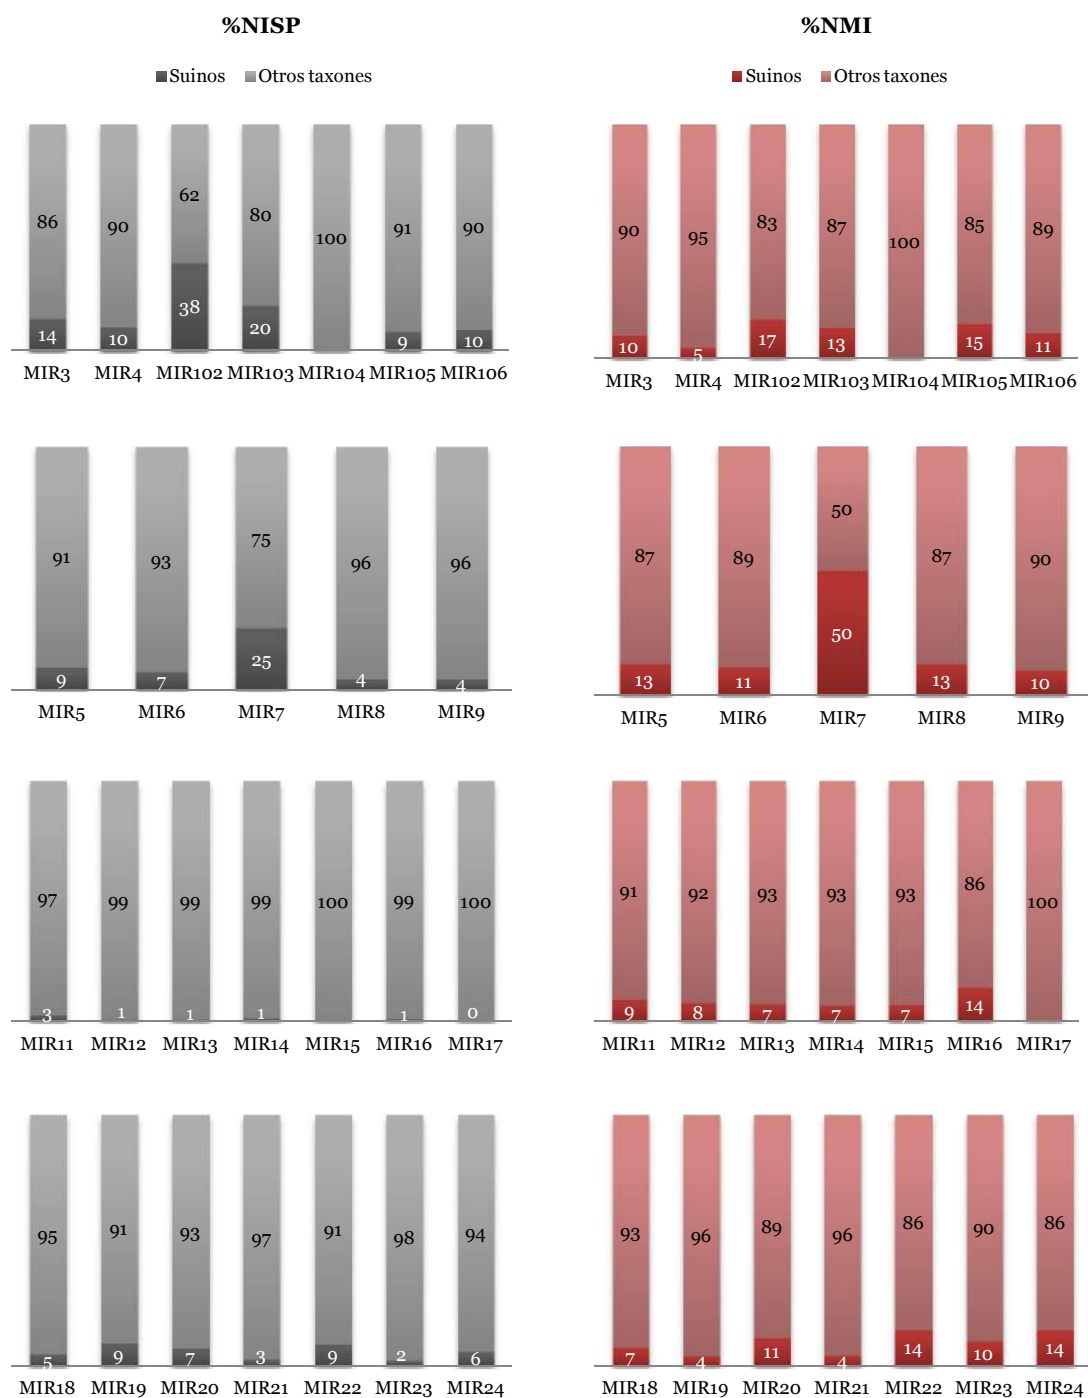 %NISP
Suinos Otros taxones
86 90 62 80 100 91 90
14 10 38 20 9 10
MIR3 MIR4 MIR102 MIR103 MIR104 MIR105 MIR106
%NMI
Suinos Otros taxones
90 95 83 87 100 85 89
10 5 17 13 15 11
MIR3 MIR4 MIR102 MIR103 MIR104 MIR105 MIR106
91 93 75 96 96
9 7 25 4 4
MIR5 MIR6 MIR7 MIR8 MIR9
87 89 50 87 90
13 11 50 13 10
MIR5 MIR6 MIR7 MIR8 MIR9
97 99 99 99 100 99 100
3 1 1 1 1 0
MIR11 MIR12 MIR13 MIR14 MIR15 MIR16 MIR17
91 92 93 93 93 86 100
9 8 7 7 7 14
MIR11 MIR12 MIR13 MIR14 MIR15 MIR16 MIR17
95 91 93 97 91 98 94
5 9 7 3 9 2 6
MIR18 MIR19 MIR20 MIR21 MIR22 MIR23 MIR24
93 96 89 96 86 90 86
7 4 11 4 14 10 14
MIR18 MIR19 MIR20 MIR21 MIR22 MIR23 MIR24